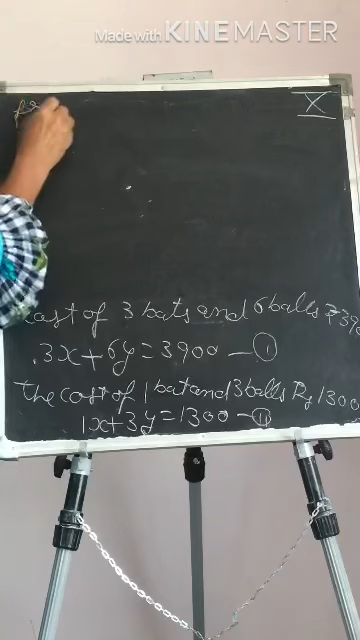 Made with KINEMASTER
X
cost of 3 bats and 6 balls ₹ 390
3x+6y=3900 — ①
The cost of 1 bat and 3 balls Rs 1300
1x+3y=1300 — ⑪